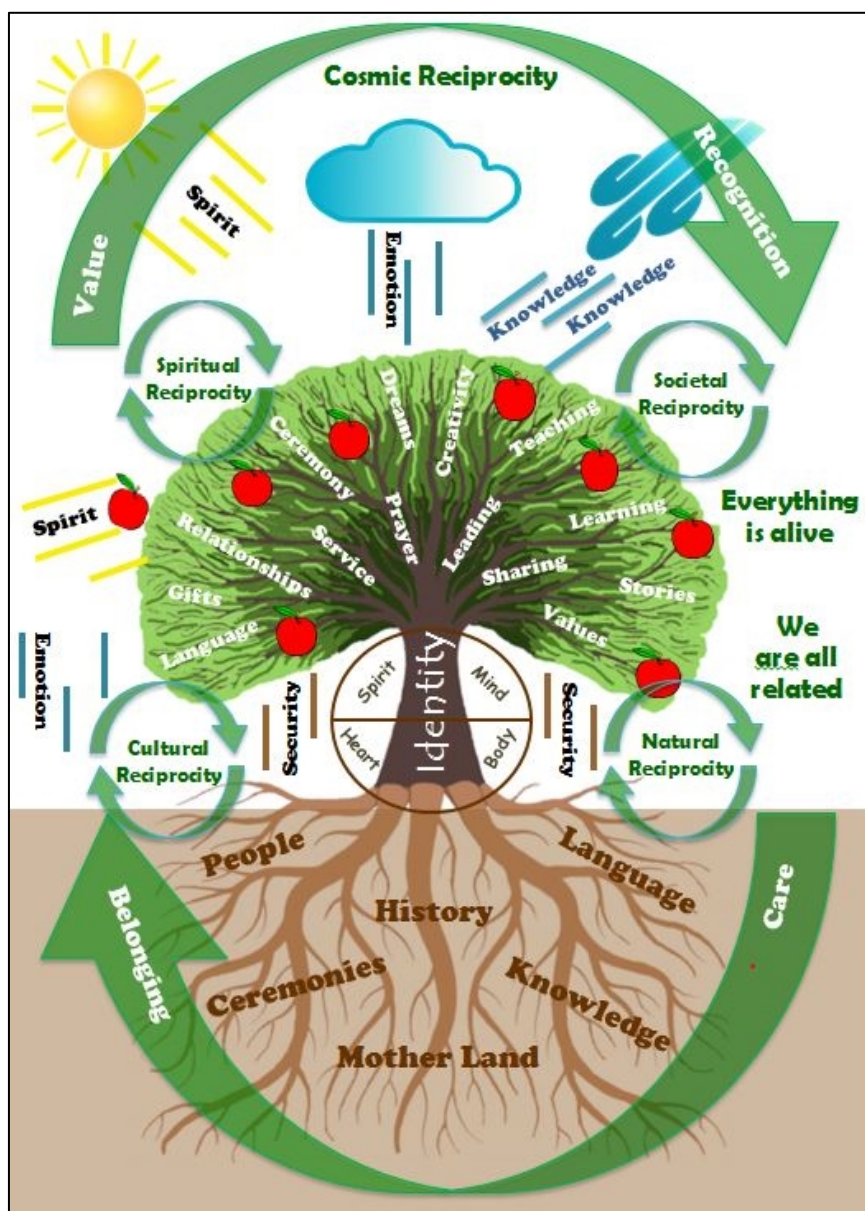 Cosmic Reciprocity
Value
Recognition
Spirit
Emotion
Knowledge
Knowledge
Spiritual
Reciprocity
Societal
Reciprocity
Dreams
Creativity
Ceremony
Teaching
Prayer
Leading
Relationships
Service
Learning
Sharing
Gifts
Stories
Language
Values
Spirit
Everything
is alive
We
are all
related
Emotion
Security
Security
Identity
Spirit
Mind
Heart
Body
Cultural
Reciprocity
Natural
Reciprocity
People
Language
History
Ceremonies
Knowledge
Mother Land
Belonging
Care